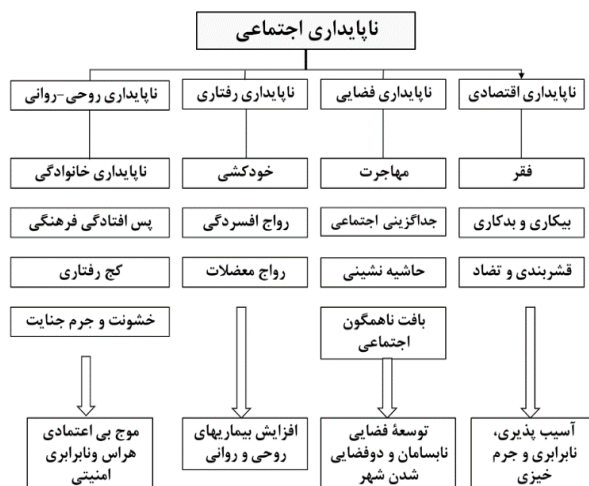 ناپایداری اجتماعی
ناپایداری اقتصادی
ناپایداری فضایی
ناپایداری رفتاری
ناپایداری روحی-روانی
فقر
مهاجرت
خودکشی
ناپایداری خانوادگی
بیکاری و بدکاری
جداگزینی اجتماعی
رواج افسردگی
پس افتادگی فرهنگی
قشربندی و تضاد
حاشیه نشینی
رواج معضلات
کج رفتاری
بافت ناهمگون
اجتماعی
خشونت و جرم جنایت
آسیب پذیری،
نابرابری و جرم
خیزی
توسعهٔ فضایی
نابسامان و دوفضایی
شدن شهر
افزایش بیماریهای
روحی و روانی
موج بی اعتمادی
هراس ونابرابری
امنیتی